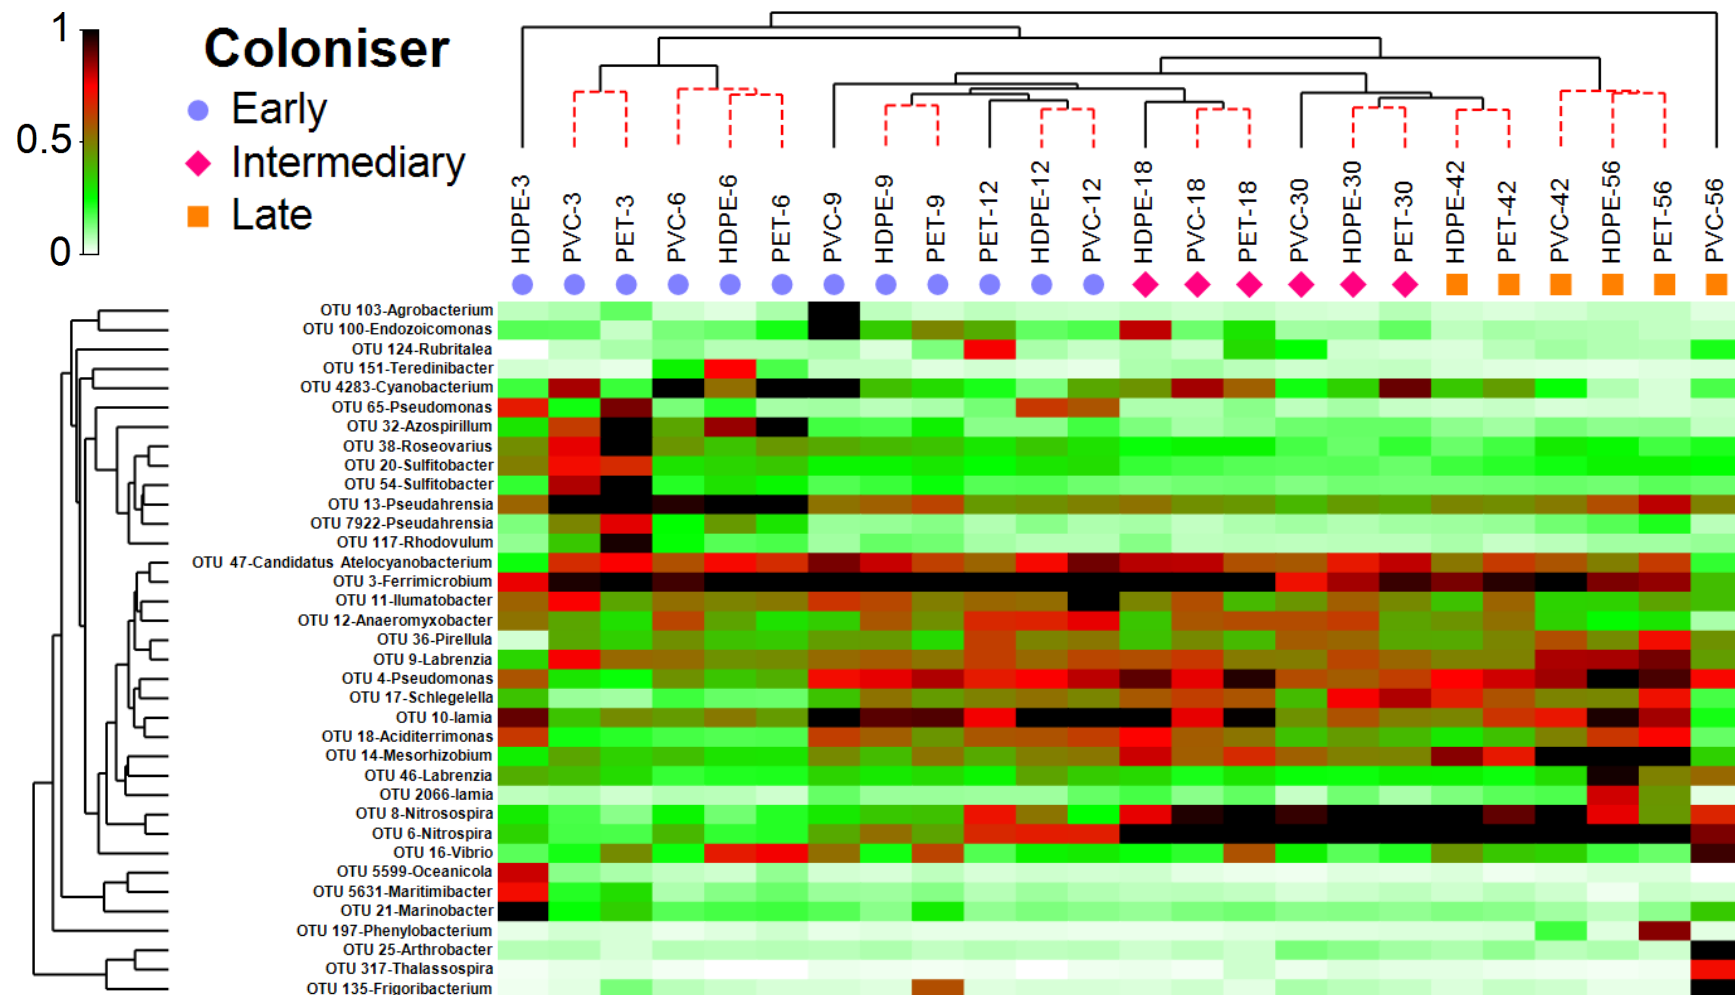 1
0.5
0
Coloniser
Early
Intermediary
Late
HDPE-3
PVC-3
PET-3
PVC-6
HDPE-6
PET-6
PVC-9
HDPE-9
PET-9
PET-12
HDPE-12
PVC-12
HDPE-18
PVC-18
PET-18
PVC-30
HDPE-30
PET-30
HDPE-42
PET-42
PVC-42
HDPE-56
PET-56
PVC-56
OTU 103-Agrobacterium
OTU 100-Endozoicomonas
OTU 124-Rubritalea
OTU 151-Teredinibacter
OTU 4283-Cyanobacterium
OTU 65-Pseudomonas
OTU 32-Azospirillum
OTU 38-Roseovarius
OTU 20-Sulfitobacter
OTU 54-Sulfitobacter
OTU 13-Pseudahrensia
OTU 7922-Pseudahrensia
OTU 117-Rhodovulum
OTU 47-Candidatus Atelocyanobacterium
OTU 3-Ferrimicrobium
OTU 11-Ilumatobacter
OTU 12-Anaeromyxobacter
OTU 36-Pirellula
OTU 9-Labrenzia
OTU 4-Pseudomonas
OTU 17-Schlegelella
OTU 10-Iamia
OTU 18-Aciditerrimonas
OTU 14-Mesorhizobium
OTU 46-Labrenzia
OTU 2066-Iamia
OTU 8-Nitrosospira
OTU 6-Nitrospira
OTU 16-Vibrio
OTU 5599-Oceanicola
OTU 5631-Maritimibacter
OTU 21-Marinobacter
OTU 197-Phenylobacterium
OTU 25-Arthrobacter
OTU 317-Thalassospira
OTU 135-Frigoribacterium